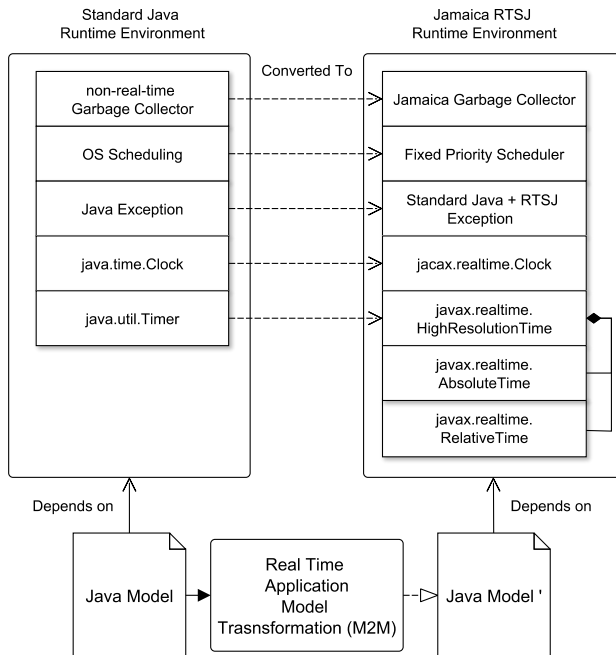 Standard Java
Runtime Environment
Jamaica RTSJ
Runtime Environment
Converted To
non-real-time
Garbage Collector
Jamaica Garbage Collector
OS Scheduling
Fixed Priority Scheduler
Java Exception
Standard Java + RTSJ
Exception
java.time.Clock
jacax.realtime.Clock
java.util.Timer
javax.realtime.
HighResolutionTime
javax.realtime.
AbsoluteTime
javax.realtime.
RelativeTime
Depends on
Depends on
Java Model
Real Time
Application
Model
Trasnsformation (M2M)
Java Model '